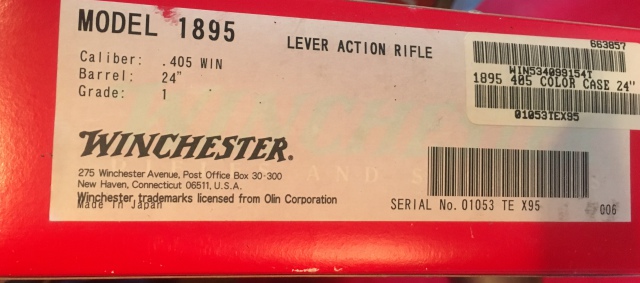 MODEL 1895
LEVER ACTION RIFLE
Caliber: .405 WIN
Barrel: 24"
Grade: 1
663857
WIN534099154T
1895 405 COLOR CASE 24"
01053TEX95
WINCHESTER®
275 Winchester Avenue, Post Office Box 30-300
New Haven, Connecticut 06511, U.S.A.
Winchester trademarks licensed from Olin Corporation
Made in Japan
SERIAL No. 01053 TE X95
006